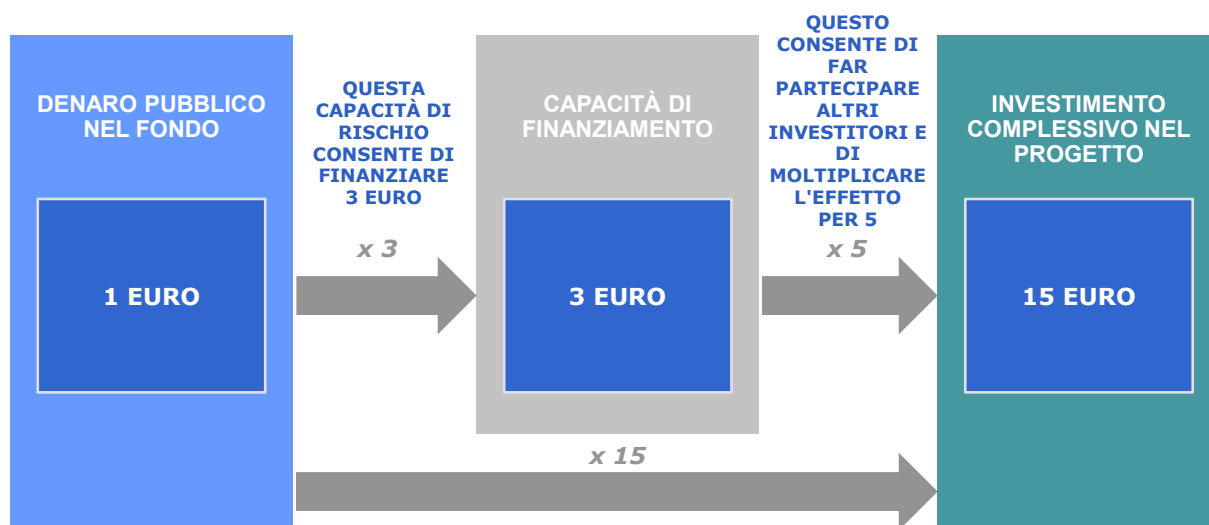 DENARO PUBBLICO
NEL FONDO
1 EURO
QUESTA
CAPACITÀ DI
RISCHIO
CONSENTE DI
FINANZIARE
3 EURO
x 3
CAPACITÀ DI
FINANZIAMENTO
3 EURO
QUESTO
CONSENTE DI
FAR
PARTECIPARE
ALTRI
INVESTITORI E
DI
MOLTIPLICARE
L'EFFETTO
PER 5
x 5
INVESTIMENTO
COMPLESSIVO NEL
PROGETTO
15 EURO
x 15